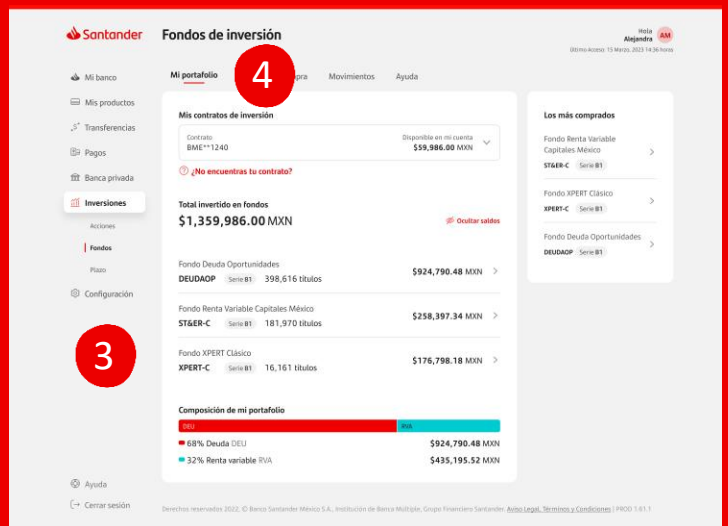 Santander
Fondos de inversión
Hola
Alejandra
AM
Último Acceso: 15 Marzo, 2023 14:36 horas
Mi banco
Mis productos
Transferencias
Pagos
Banca privada
Inversiones
Acciones
Fondos
Plazo
Configuración
3
Ayuda
Cerrar sesión
Mi portafolio
4
pra
Movimientos
Ayuda
Mis contratos de inversión
Contrato
BME**1240
Disponible en mi cuenta
$59,986.00 MXN
¿No encuentras tu contrato?
Total invertido en fondos
$1,359,986.00 MXN
Ocultar saldos
Fondo Deuda Oportunidades
DEUDAOP Serie B1 398,616 títulos
$924,790.48 MXN
Fondo Renta Variable Capitales México
ST&ER-C Serie B1 181,970 títulos
$258,397.34 MXN
Fondo XPERT Clásico
XPERT-C Serie B1 16,161 títulos
$176,798.18 MXN
Composición de mi portafolio
DEU
RVA
68% Deuda DEU $924,790.48 MXN
32% Renta variable RVA $435,195.52 MXN
Los más comprados
Fondo Renta Variable
Capitales México
ST&ER-C Serie B1
Fondo XPERT Clásico
XPERT-C Serie B1
Fondo Deuda Oportunidades
DEUDAOP Serie B1
Derechos reservados 2022, © Banco Santander México S.A., Institución de Banca Múltiple, Grupo Financiero Santander. Aviso Legal, Términos y Condiciones | PROD 1.61.1